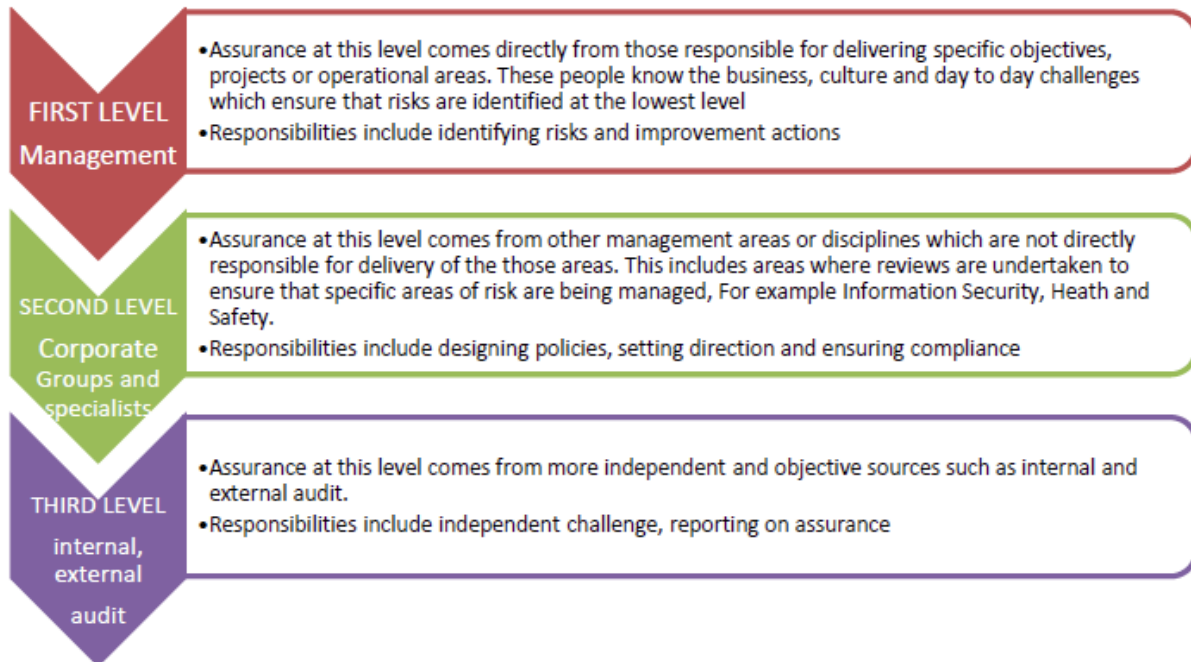 FIRST LEVEL
Management
•Assurance at this level comes directly from those responsible for delivering specific objectives,
projects or operational areas. These people know the business, culture and day to day challenges
which ensure that risks are identified at the lowest level
•Responsibilities include identifying risks and improvement actions
SECOND LEVEL
Corporate
Groups and
specialists
•Assurance at this level comes from other management areas or disciplines which are not directly
responsible for delivery of the those areas. This includes areas where reviews are undertaken to
ensure that specific areas of risk are being managed, For example Information Security, Heath and
Safety.
•Responsibilities include designing policies, setting direction and ensuring compliance
THIRD LEVEL
internal,
external
audit
•Assurance at this level comes from more independent and objective sources such as internal and
external audit.
•Responsibilities include independent challenge, reporting on assurance